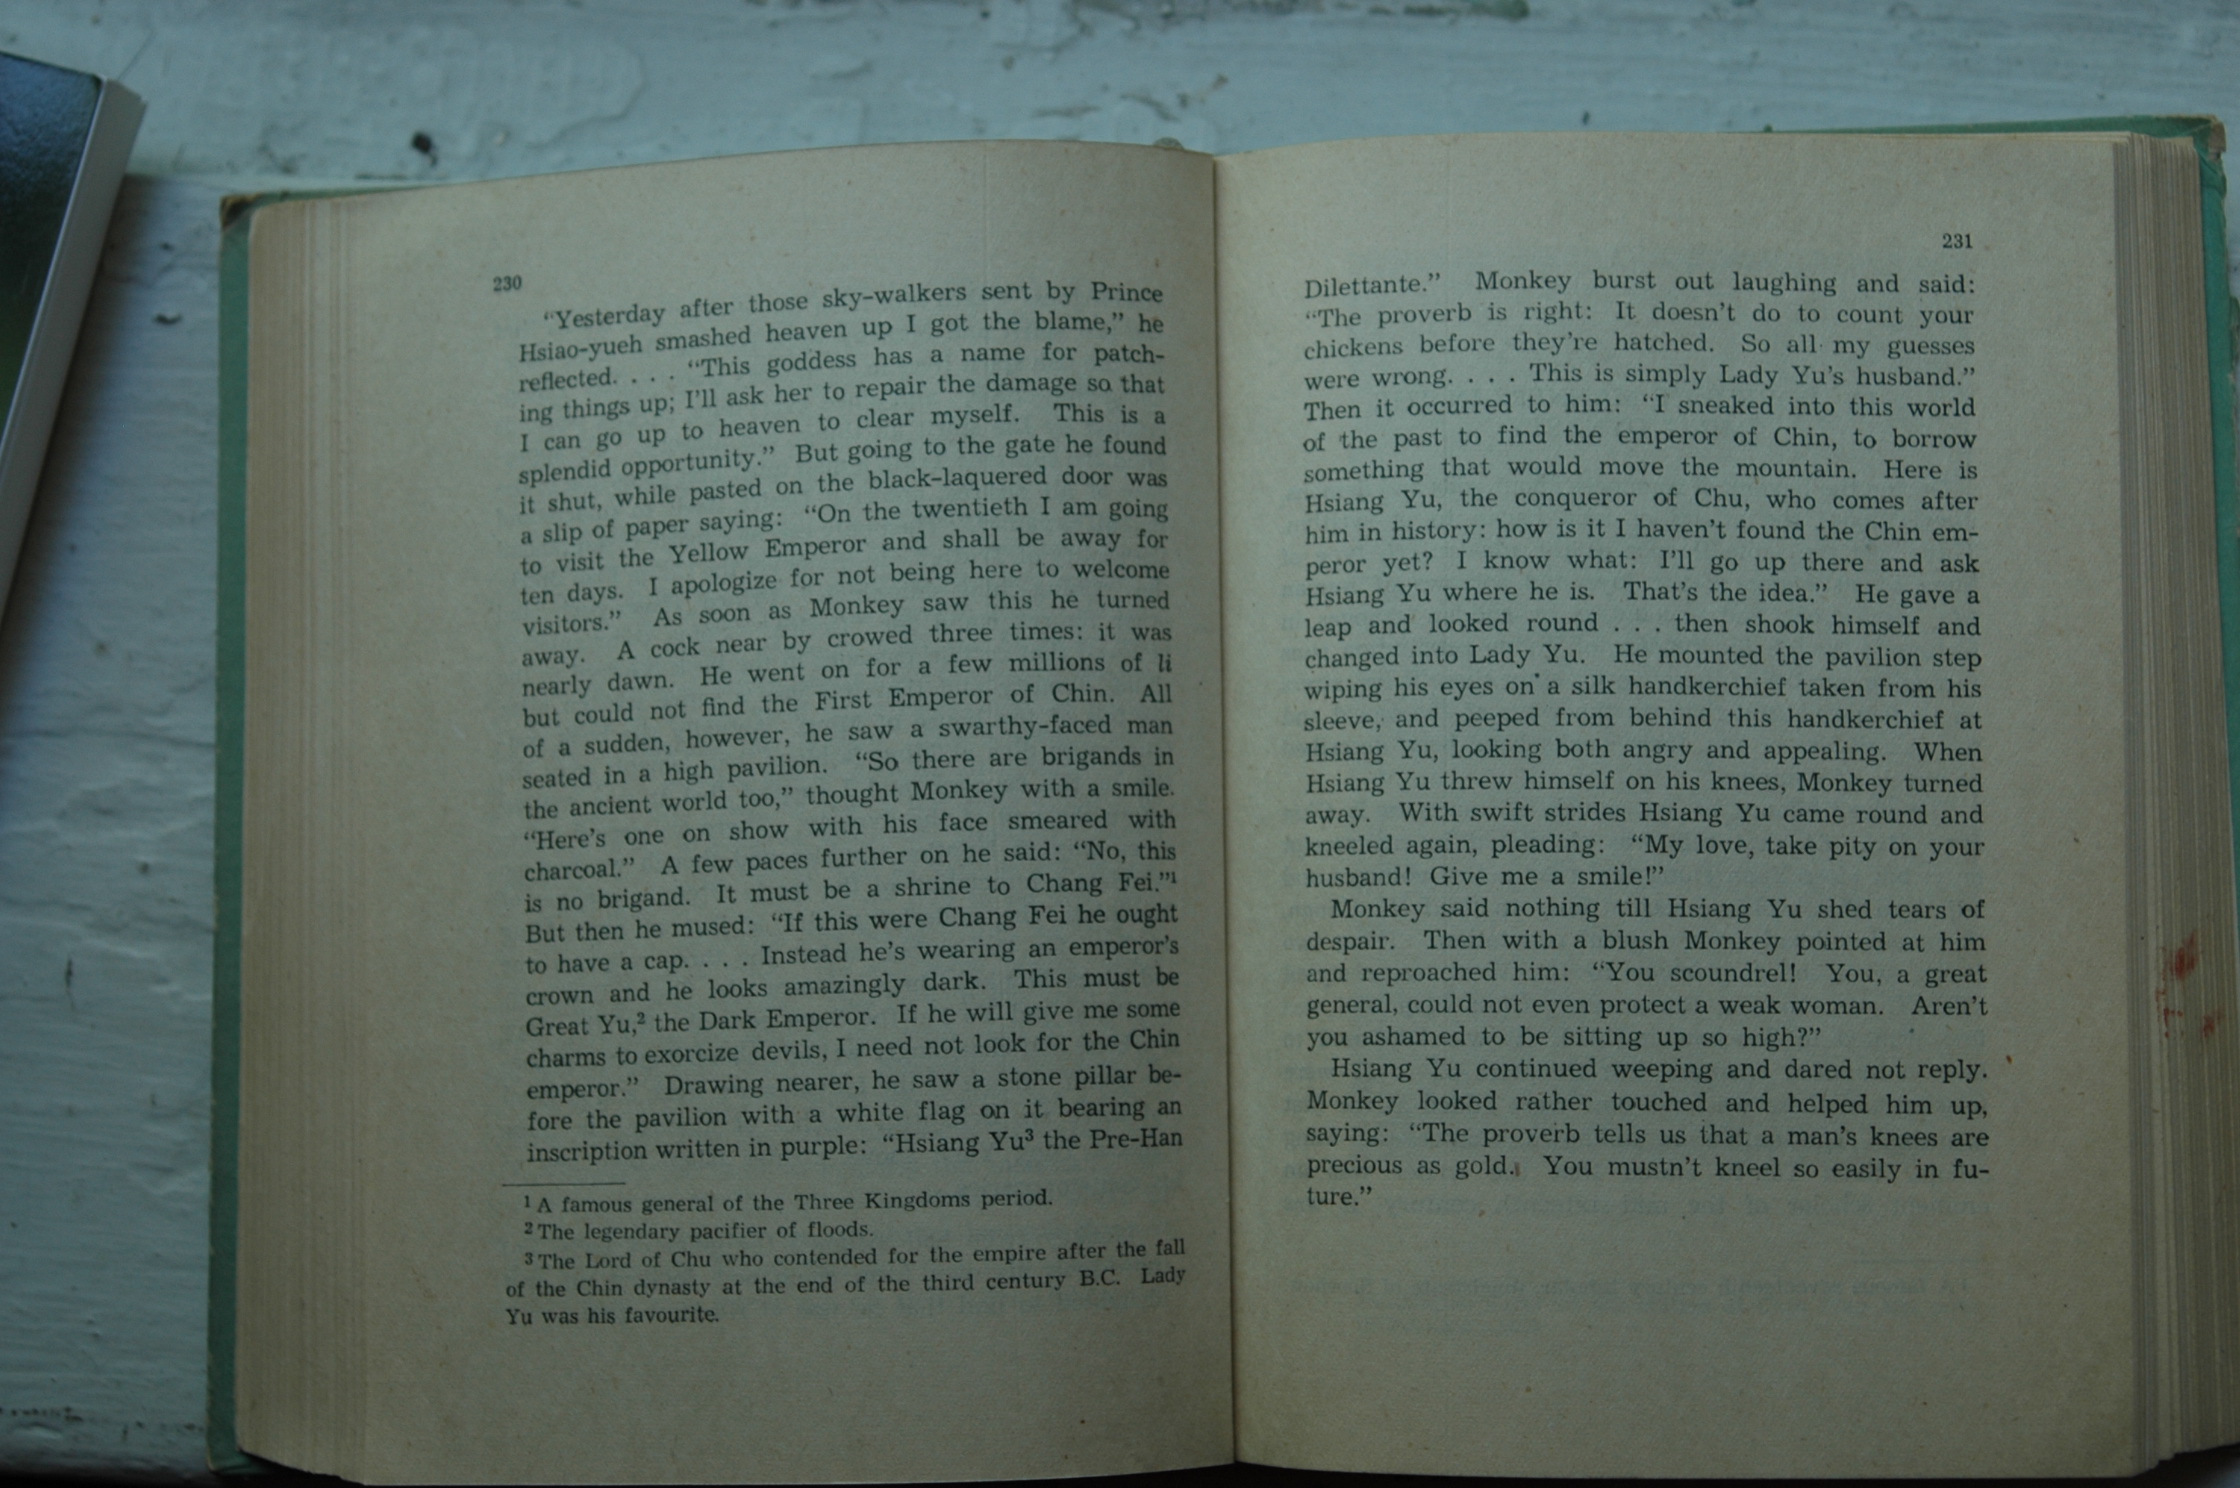 230
“Yesterday after those sky-walkers sent by Prince
Hsiao-yueh smashed heaven up I got the blame,” he
reflected. . . . “This goddess has a name for patch-
ing things up; I’ll ask her to repair the damage so that
I can go up to heaven to clear myself. This is a
splendid opportunity.” But going to the gate he found
it shut, while pasted on the black-laquered door was
a slip of paper saying: “On the twentieth I am going
to visit the Yellow Emperor and shall be away for
ten days. I apologize for not being here to welcome
visitors.” As soon as Monkey saw this he turned
away. A cock near by crowed three times: it was
nearly dawn. He went on for a few millions of li
but could not find the First Emperor of Chin. All
of a sudden, however, he saw a swarthy-faced man
seated in a high pavilion. “So there are brigands in
the ancient world too,” thought Monkey with a smile.
“Here’s one on show with his face smeared with
charcoal.” A few paces further on he said: “No, this
is no brigand. It must be a shrine to Chang Fei.”¹
But then he mused: “If this were Chang Fei he ought
to have a cap. . . . Instead he’s wearing an emperor’s
crown and he looks amazingly dark. This must be
Great Yu,² the Dark Emperor. If he will give me some
charms to exorcize devils, I need not look for the Chin
emperor.” Drawing nearer, he saw a stone pillar be-
fore the pavilion with a white flag on it bearing an
inscription written in purple: “Hsiang Yu³ the Pre-Han
¹ A famous general of the Three Kingdoms period.
² The legendary pacifier of floods.
³ The Lord of Chu who contended for the empire after the fall
of the Chin dynasty at the end of the third century B.C. Lady
Yu was his favourite.
231
Dilettante.” Monkey burst out laughing and said:
“The proverb is right: It doesn’t do to count your
chickens before they’re hatched. So all my guesses
were wrong. . . . This is simply Lady Yu’s husband.”
Then it occurred to him: “I sneaked into this world
of the past to find the emperor of Chin, to borrow
something that would move the mountain. Here is
Hsiang Yu, the conqueror of Chu, who comes after
him in history: how is it I haven’t found the Chin em-
peror yet? I know what: I’ll go up there and ask
Hsiang Yu where he is. That’s the idea.” He gave a
leap and looked round . . . then shook himself and
changed into Lady Yu. He mounted the pavilion step
wiping his eyes on a silk handkerchief taken from his
sleeve, and peeped from behind this handkerchief at
Hsiang Yu, looking both angry and appealing. When
Hsiang Yu threw himself on his knees, Monkey turned
away. With swift strides Hsiang Yu came round and
kneeled again, pleading: “My love, take pity on your
husband! Give me a smile!”
Monkey said nothing till Hsiang Yu shed tears of
despair. Then with a blush Monkey pointed at him
and reproached him: “You scoundrel! You, a great
general, could not even protect a weak woman. Aren’t
you ashamed to be sitting up so high?”
Hsiang Yu continued weeping and dared not reply.
Monkey looked rather touched and helped him up,
saying: “The proverb tells us that a man’s knees are
precious as gold. You mustn’t kneel so easily in fu-
ture.”